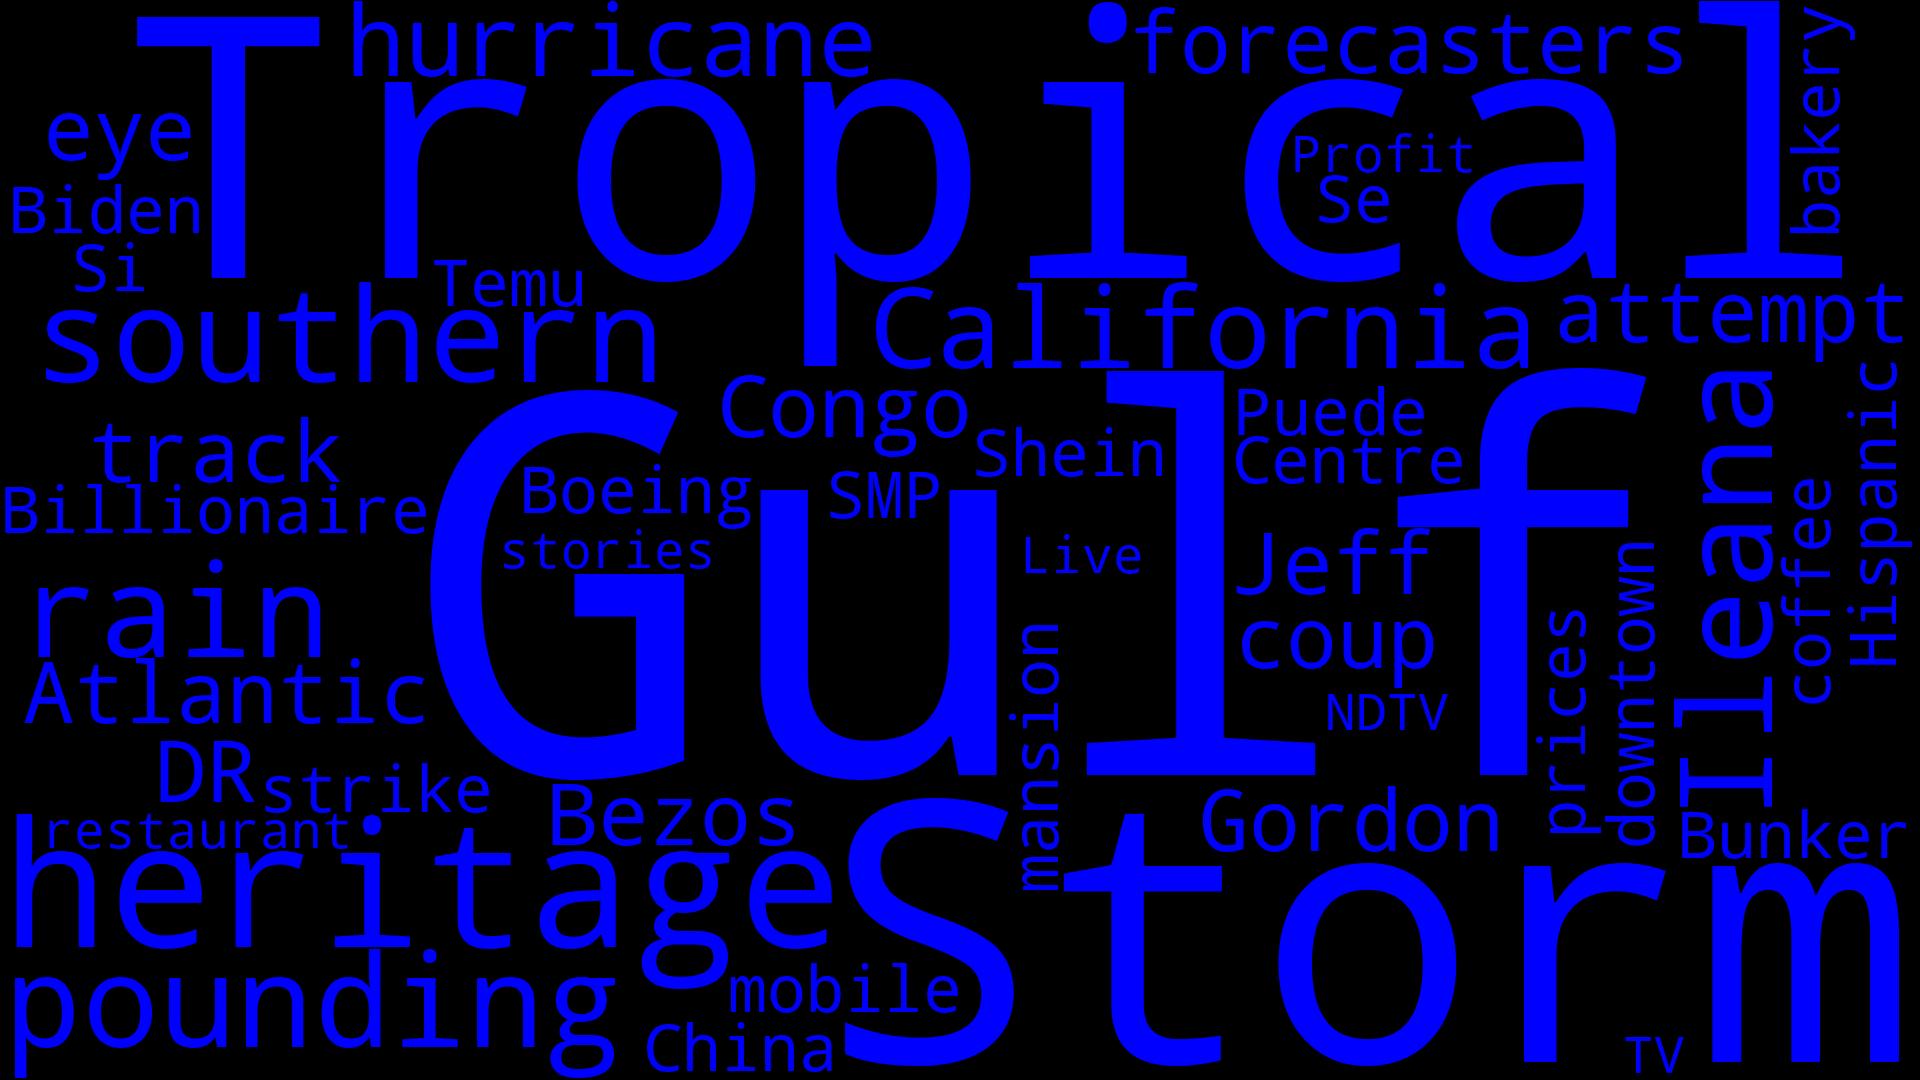 hurricane
forecasters
Tropical
bakery
eye
Profit
Biden
Se
Si
Temu
southern
California
attempt
Congo
Puede
Ileana
Hispanic
track
Shein
Centre
Gulf
Billionaire
Boeing
SMP
coffee
stories
Live
Jeff
rain
coup
downtown
Atlantic
mansion
prices
NDTV
DR
strike
Bezos
Gordon
Bunker
restaurant
heritage
Storm
pounding
mobile
China
TV